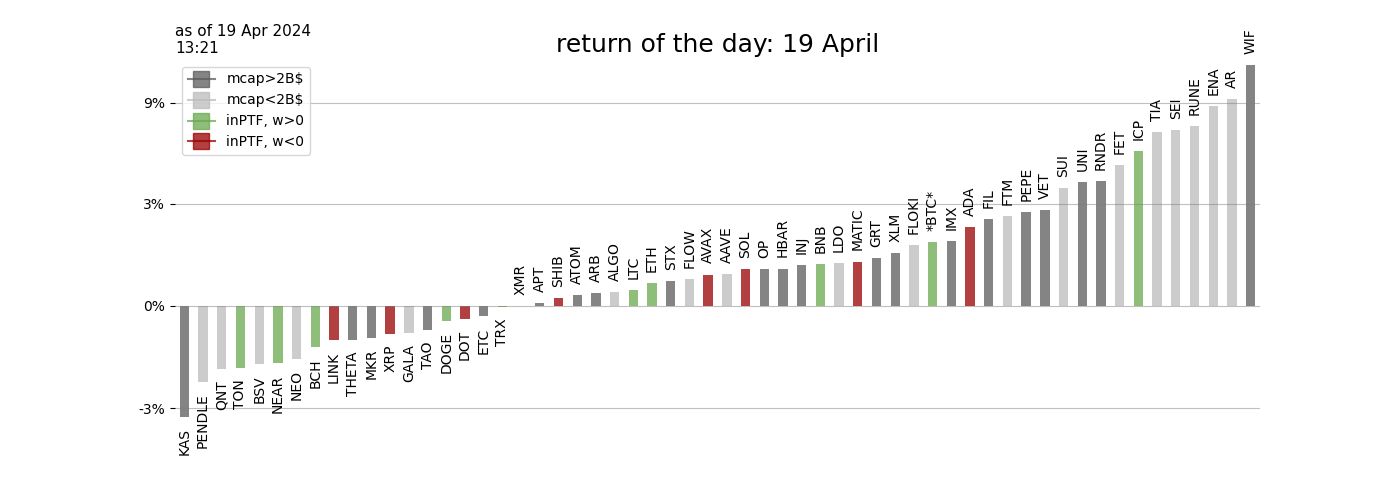 as of 19 Apr 2024
13:21
return of the day: 19 April
mcap>2B$
mcap<2B$
inPTF, w>0
inPTF, w<0
9%
3%
0%
-3%
KAS
PENDLE
QNT
TON
BSV
NEAR
NEO
BCH
LINK
THETA
MKR
XRP
GALA
TAO
DOGE
DOT
ETC
TRX
XMR
APT
SHIB
ATOM
ARB
ALGO
LTC
ETH
STX
FLOW
AVAX
AAVE
SOL
OP
HBAR
INJ
BNB
LDO
MATIC
GRT
XLM
FLOKI
*BTC*
IMX
ADA
FIL
FTM
PEPE
VET
SUI
UNI
RNDR
FET
ICP
TIA
SEI
RUNE
ENA
AR
WIF